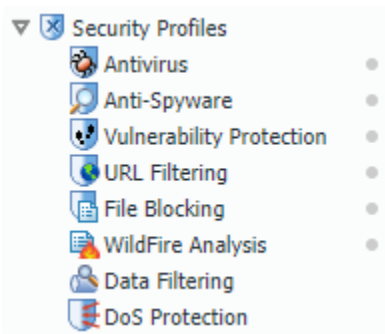 Security Profiles
Antivirus
Anti-Spyware
Vulnerability Protection
URL Filtering
File Blocking
WildFire Analysis
Data Filtering
DoS Protection